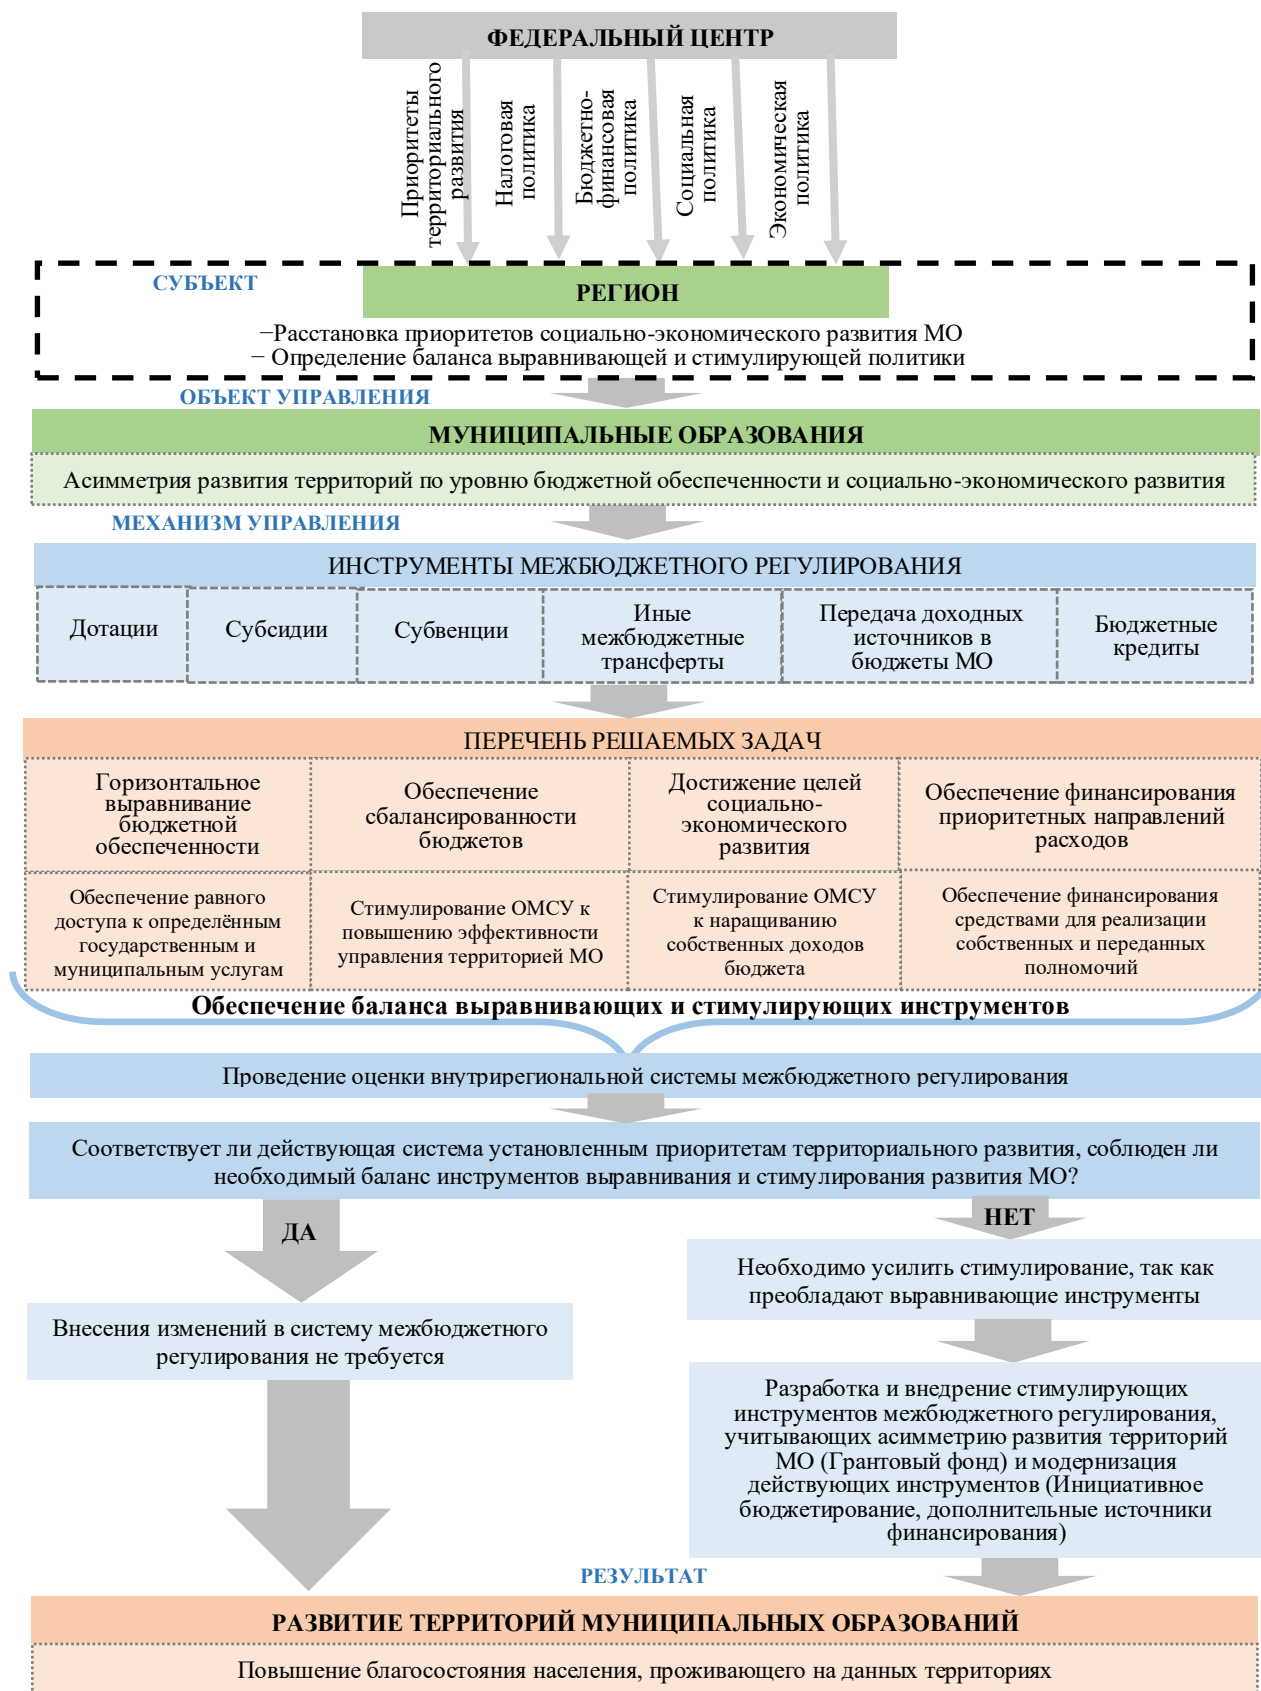 ФЕДЕРАЛЬНЫЙ ЦЕНТР
Приоритеты
территориального
развития
Налоговая
политика
Бюджетно-
финансовая
политика
Социальная
политика
Экономическая
политика
СУБЪЕКТ
РЕГИОН
−Расстановка приоритетов социально-экономического развития МО
− Определение баланса выравнивающей и стимулирующей политики
ОБЪЕКТ УПРАВЛЕНИЯ
МУНИЦИПАЛЬНЫЕ ОБРАЗОВАНИЯ
Асимметрия развития территорий по уровню бюджетной обеспеченности и социально-экономического развития
МЕХАНИЗМ УПРАВЛЕНИЯ
ИНСТРУМЕНТЫ МЕЖБЮДЖЕТНОГО РЕГУЛИРОВАНИЯ
Дотации
Субсидии
Субвенции
Иные
межбюджетные
трансферты
Передача доходных
источников в
бюджеты МО
Бюджетные
кредиты
ПЕРЕЧЕНЬ РЕШАЕМЫХ ЗАДАЧ
Горизонтальное
выравнивание
бюджетной
обеспеченности
Обеспечение
сбалансированности
бюджетов
Достижение целей
социально-
экономического
развития
Обеспечение финансирования
приоритетных направлений
расходов
Обеспечение равного
доступа к определённым
государственным и
муниципальным услугам
Стимулирование ОМСУ к
повышению эффективности
управления территорией МО
Стимулирование ОМСУ
к наращиванию
собственных доходов
бюджета
Обеспечение финансирования
средствами для реализации
собственных и переданных
полномочий
Обеспечение баланса выравнивающих и стимулирующих инструментов
Проведение оценки внутрирегиональной системы межбюджетного регулирования
Соответствует ли действующая система установленным приоритетам территориального развития, соблюден ли
необходимый баланс инструментов выравнивания и стимулирования развития МО?
ДА
НЕТ
Необходимо усилить стимулирование, так как
преобладают выравнивающие инструменты
Внесения изменений в систему межбюджетного
регулирования не требуется
Разработка и внедрение стимулирующих
инструментов межбюджетного регулирования,
учитывающих асимметрию развития территорий
МО (Грантовый фонд) и модернизация
действующих инструментов (Инициативное
бюджетирование, дополнительные источники
финансирования)
РЕЗУЛЬТАТ
РАЗВИТИЕ ТЕРРИТОРИЙ МУНИЦИПАЛЬНЫХ ОБРАЗОВАНИЙ
Повышение благосостояния населения, проживающего на данных территориях